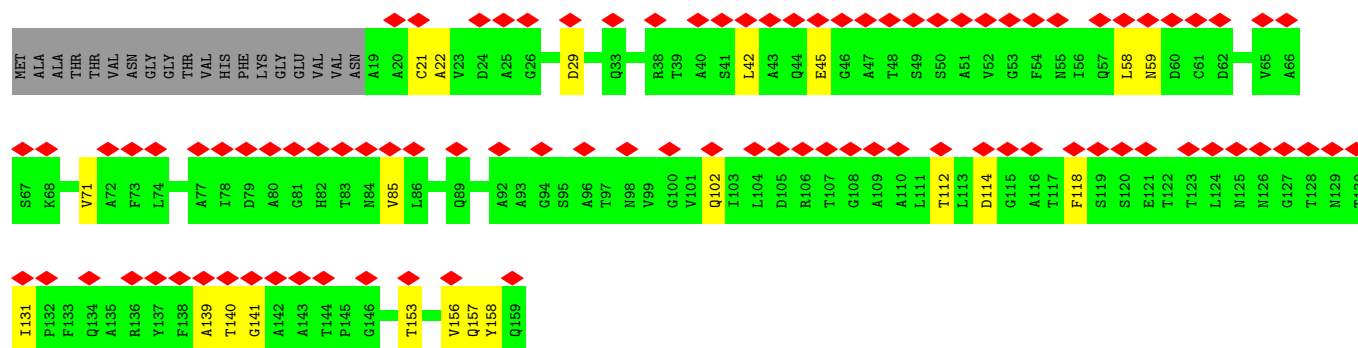 MET ALA ALA THR THR VAL ASN GLY GLY THR VAL HIS PHE LYS GLY GLU VAL VAL ASN A19 A20 C21 A22 V23 D24 A25 G26 D29 Q33 R38 T39 A40 S41 L42 A43 Q44 E45 G46 A47 T48 S49 S50 A51 V52 G53 F54 N55 I56 Q57 L58 N59 D60 C61 D62 V65 A66
S67 K68 V71 A72 F73 L74 A77 I78 D79 A80 G81 H82 T83 N84 V85 L86 Q89 A92 A93 G94 S95 A96 T97 N98 V99 G100 V101 Q102 I103 L104 D105 R106 T107 G108 A109 A110 L111 T112 L113 D114 G115 A116 T117 F118 S119 S120 E121 T122 T123 L124 N125 N126 G127 T128 N129
I131 P132 F133 Q134 A135 R136 Y137 F138 A139 T140 G141 A142 A143 T144 P145 G146 T153 V156 Q157 Y158 Q159